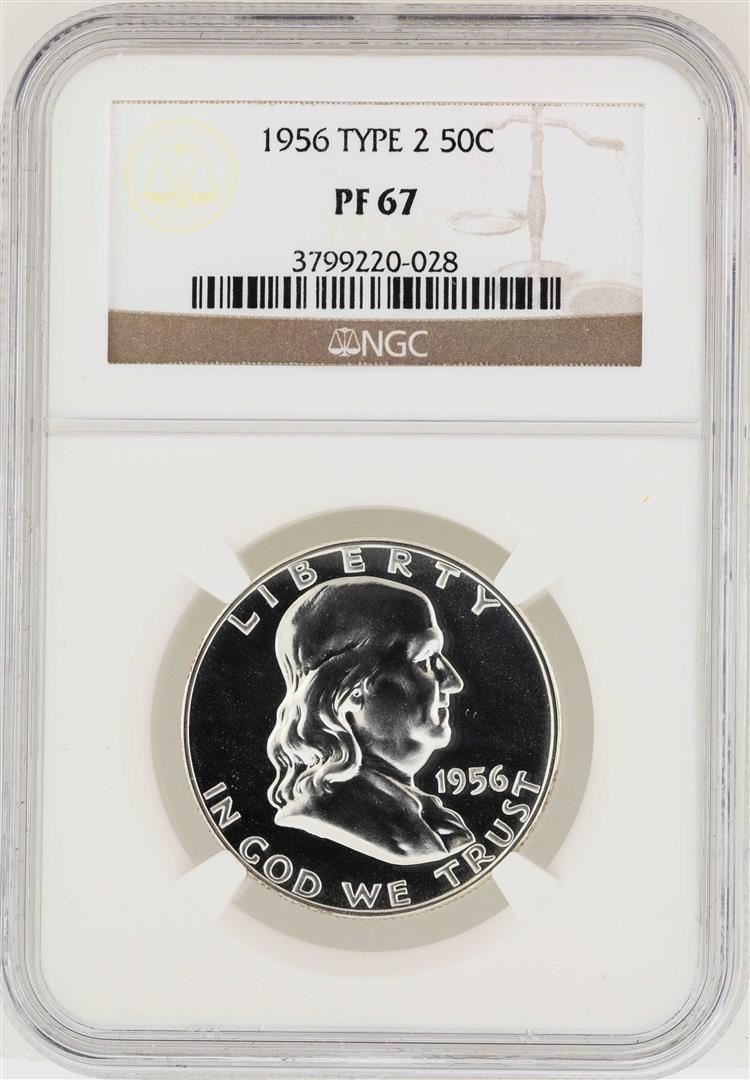 1956 TYPE 2 50C
PF 67
3799220-028
NGC
LIBERTY
1956
IN GOD WE TRUST